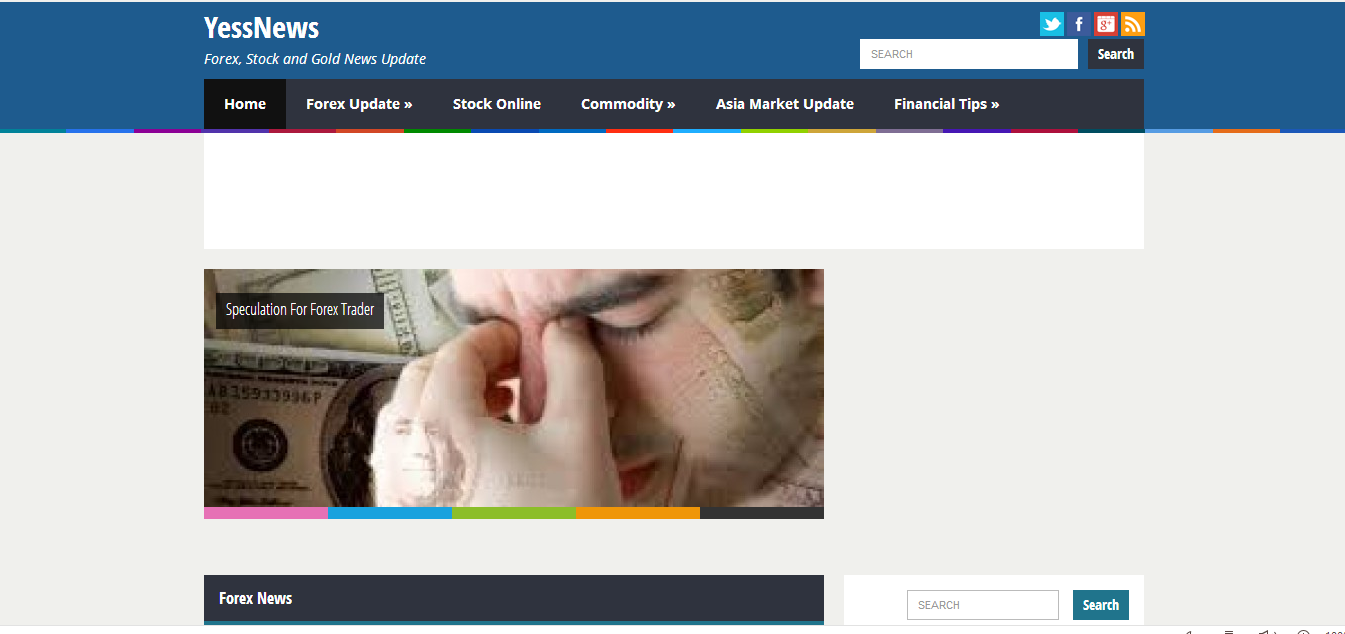 YessNews
Forex, Stock and Gold News Update
SEARCH
Search
Home Forex Update » Stock Online Commodity » Asia Market Update Financial Tips »
Speculation For Forex Trader
Forex News
SEARCH
Search